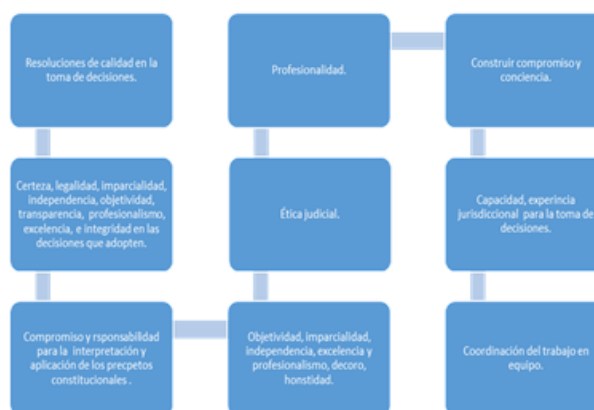 Resoluciones de calidad en la
toma de decisiones.
Certeza, legalidad, imparcialidad,
independencia, objetividad,
transparencia, profesionalismo,
excelencia, e integridad en las
decisiones que adopten.
Compromiso y rsponsabilidad
para la interpretación y
aplicación de los precpetos
constitucionales .
Objetividad, imparcialidad,
independencia, excelencia y
profesionalismo, decoro,
honstidad.
Ética judicial.
Profesionalidad.
Construir compromiso y
conciencia.
Capacidad, experincia
jurisdiccional para la toma de
decisiones.
Coordinación del trabajo en
equipo.